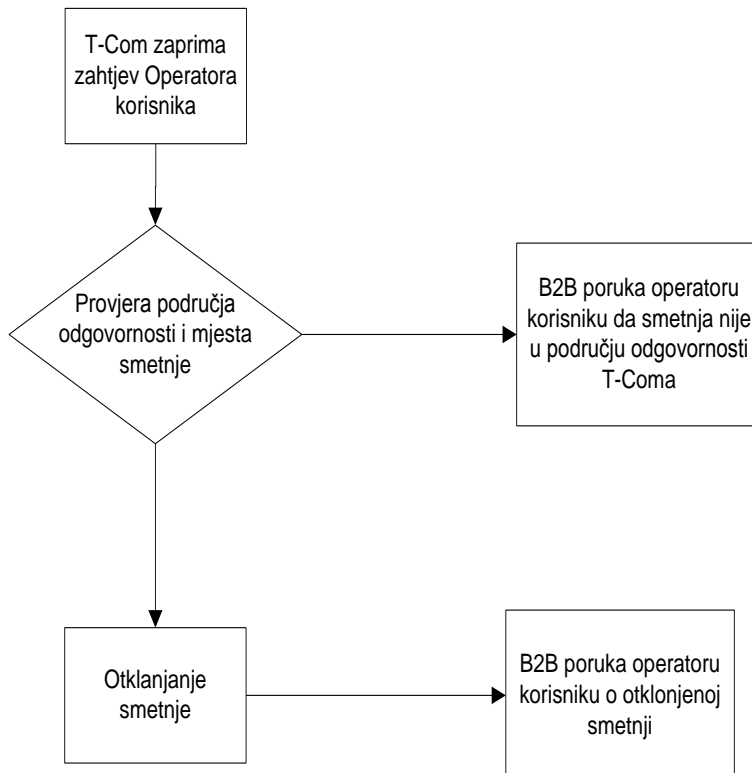 T-Com zaprima
zahtjev Operatora
korisnika
Provjera područja
odgovornosti i mjesta
smetnje
B2B poruka operatoru
korisniku da smetnja nije
u području odgovornosti
T-Coma
Otklanjanje
smetnje
B2B poruka operatoru
korisniku o otklonjenoj
smetnji